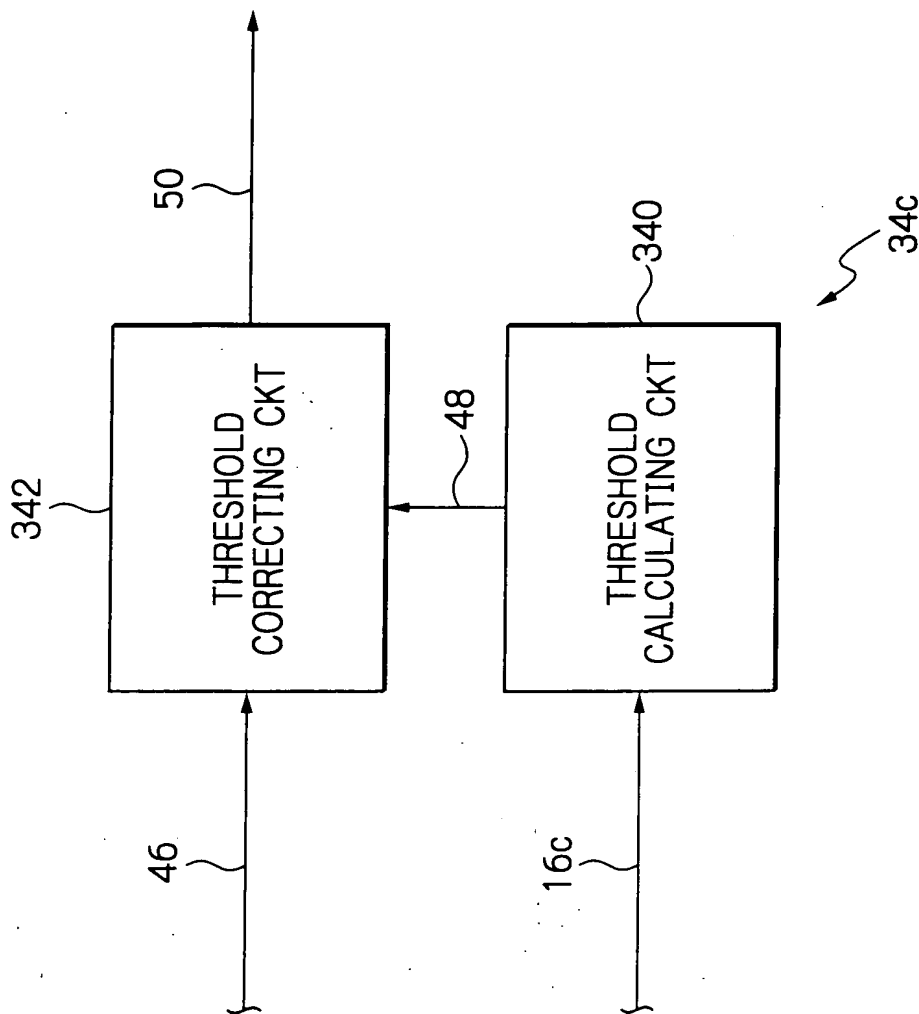 342
50
46
THRESHOLD
CORRECTING CKT
48
340
16c
THRESHOLD
CALCULATING CKT
34c